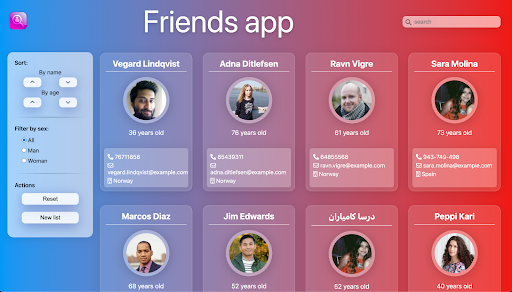 Friends app
search
Sort:
By name
By age
Filter by sex:
All
Man
Woman
Actions
Reset
New list
Vegard Lindqvist
36 years old
76711858
vegard.lindqvist@example.com
Norway
Adna Ditlefsen
76 years old
85439311
adna.ditlefsen@example.com
Norway
Ravn Vigre
61 years old
64855568
ravn.vigre@example.com
Norway
Sara Molina
73 years old
943-749-498
sara.molina@example.com
Spain
Marcos Diaz
68 years old
Jim Edwards
52 years old
درسا کامیاران
52 years old
Peppi Kari
40 years old